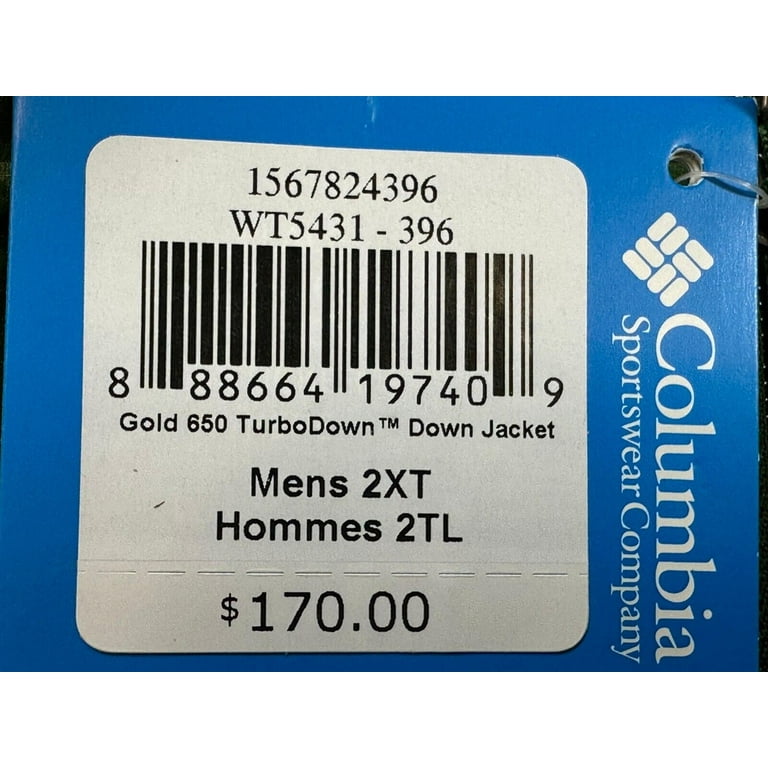 1567824396
WT5431 - 396
8 88664 19740 9
Gold 650 TurboDown™ Down Jacket
Mens 2XT
Hommes 2TL
$170.00
Columbia
Sportswear Company